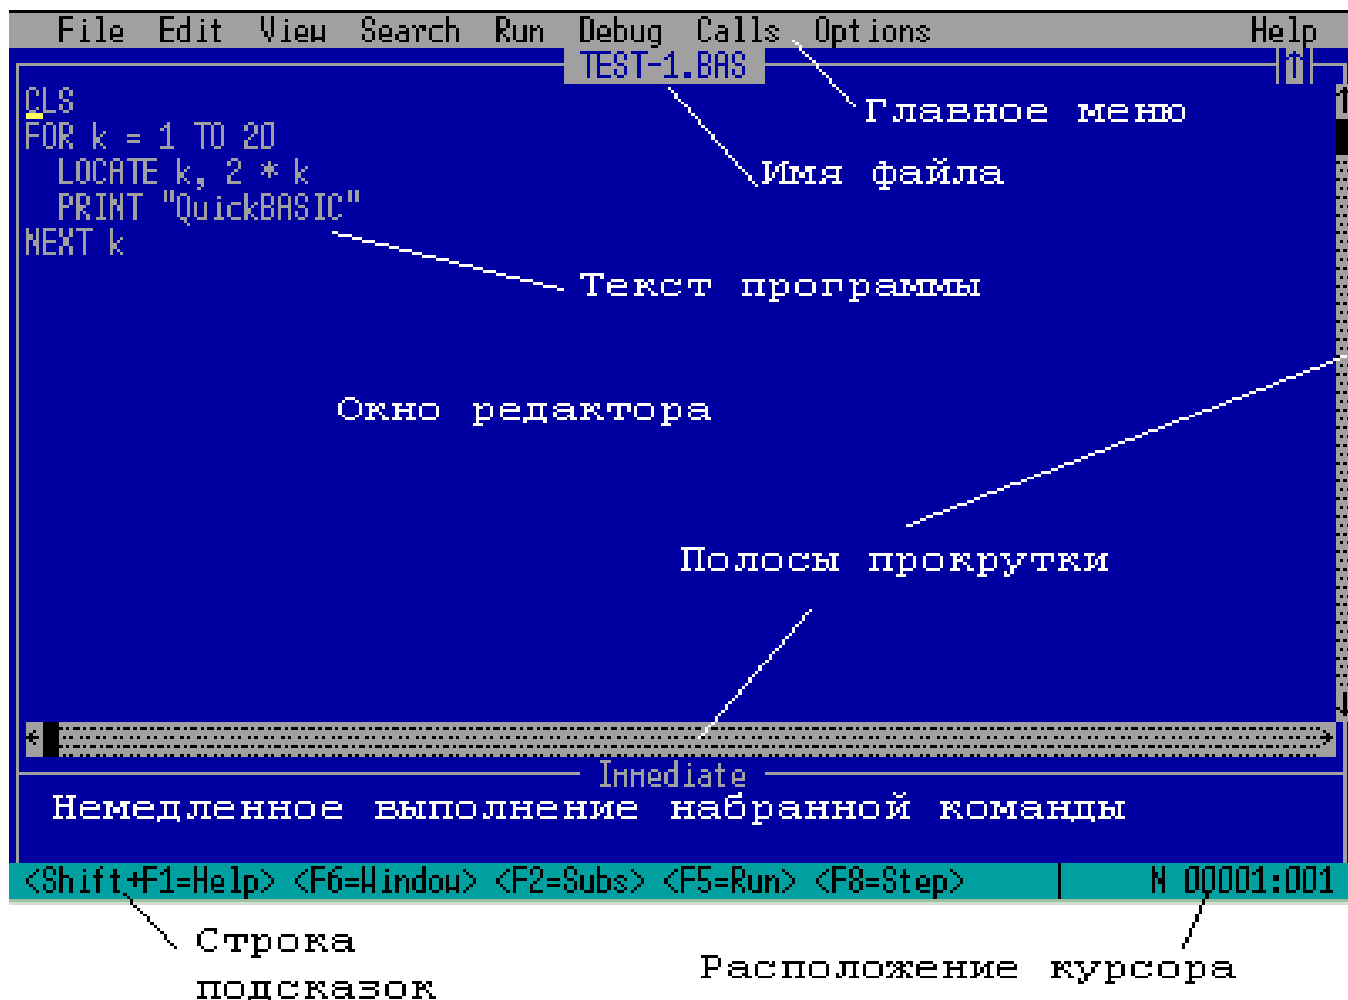 File Edit View Search Run Debug Calls Options Help
TEST-1.BAS ↑
CLS
Главное меню
FOR k = 1 TO 20
LOCATE k, 2 * k
Имя файла
PRINT "QuickBASIC"
NEXT k
Текст программы
Окно редактора
Полосы прокрутки
Immediate
Немедленное выполнение набранной команды
<Shift+F1=Help> <F6=Window> <F2=Subs> <F5=Run> <F8=Step> N 00001:001
Строка
подсказок
Расположение курсора